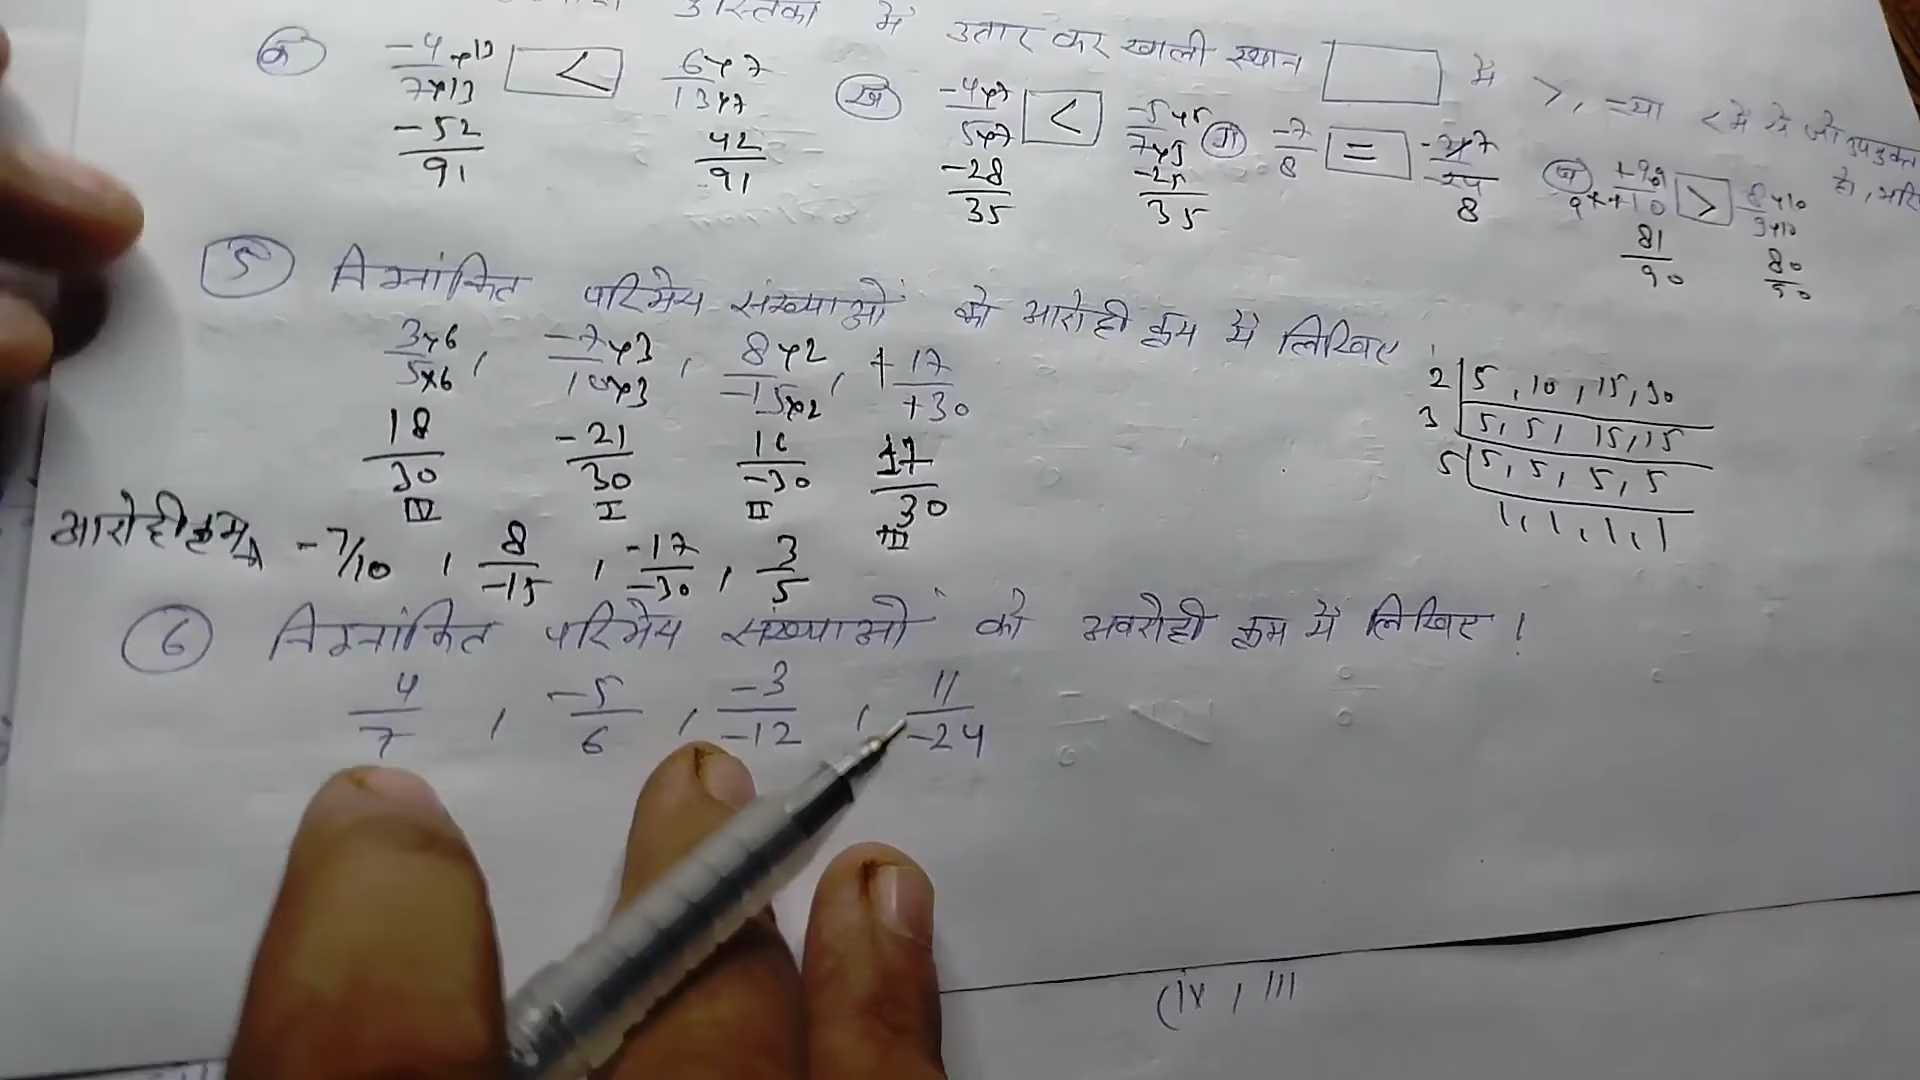 पुस्तिका में उतार कर खाली स्थान □ में >, = या < में से जो उपयुक्त हो, भरि
क -4×13/7×13 < 6×7/13×7
-52/91 42/91
ख -4×7/5×7 < -5×5/7×5
-28/35 -25/35
ग -7/8 = -7/8
घ > 8×10/9×10
81/90 80/90
5 निम्नांकित परिमेय संख्याओं को आरोही क्रम में लिखिए
3×6/5×6 , -7×3/10×3 , 8×2/-15×2 , +17/+30
18/30 -21/30 16/-30 17/30
IV I II III
आरोही क्रम → -7/10 , 8/-15 , -17/-30 , 3/5
2 | 5, 10, 15, 30
3 | 5, 5, 15, 15
5 | 5, 5, 5, 5
1, 1, 1, 1
6 निम्नांकित परिमेय संख्याओं को अवरोही क्रम में लिखिए !
4/7 , -5/6 , -3/-12 , 11/-24
(iv, III